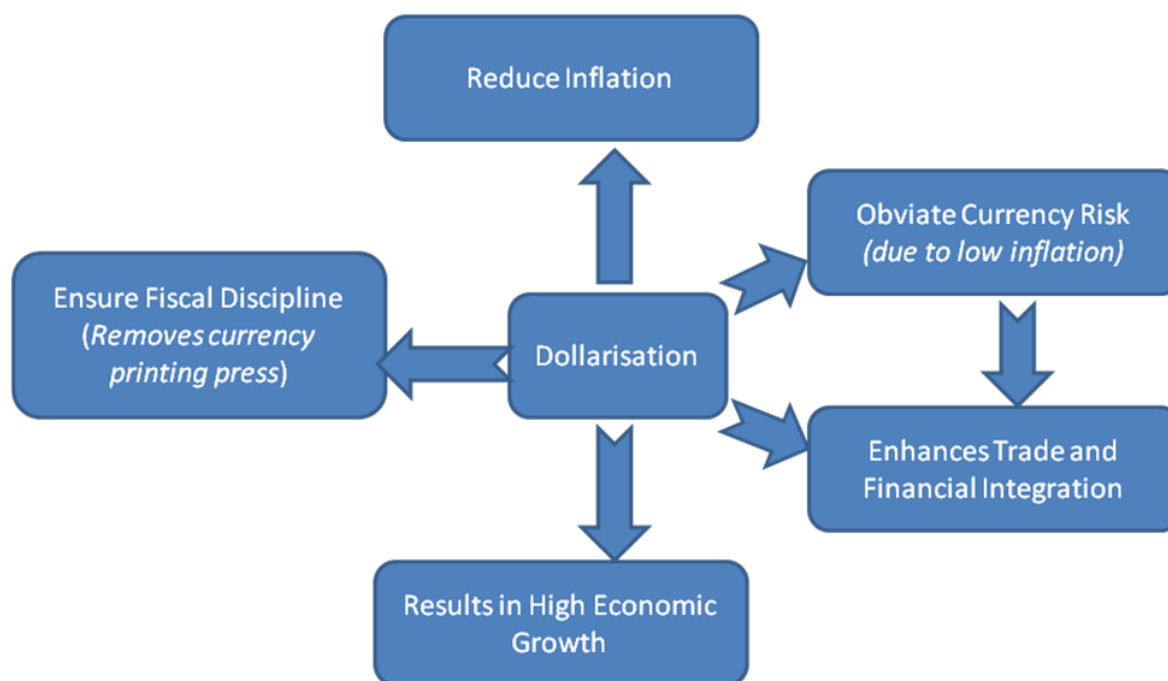 Reduce Inflation
Obviate Currency Risk
(due to low inflation)
Ensure Fiscal Discipline
(Removes currency
printing press)
Dollarisation
Enhances Trade and
Financial Integration
Results in High Economic
Growth